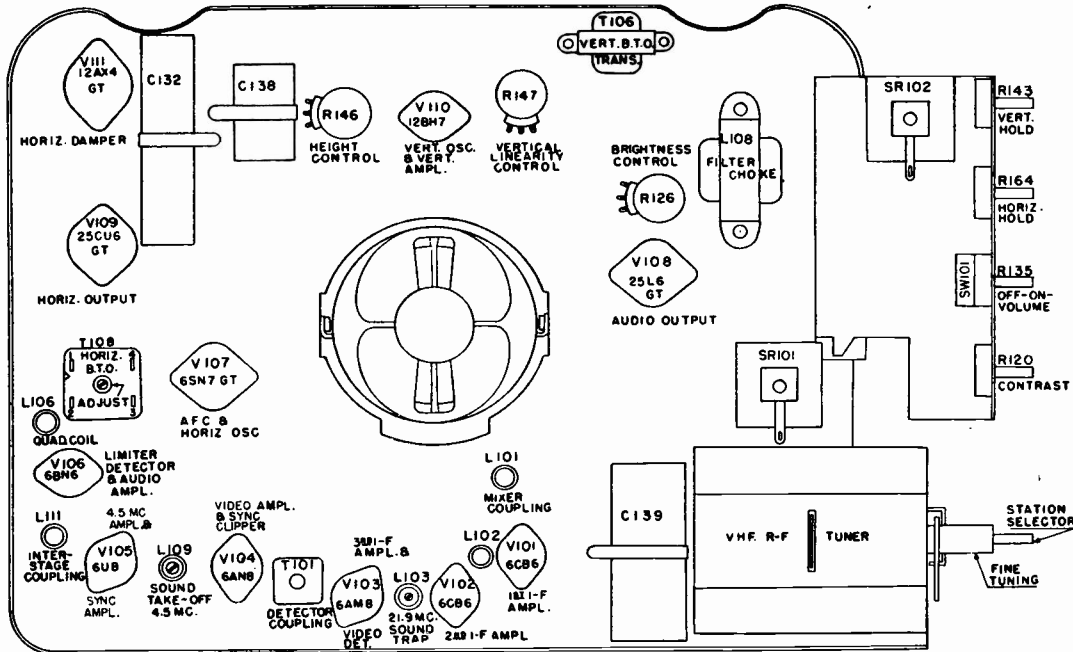 T106
VERT. B.T.O.
TRANS.
V111
12AX4
GT
HORIZ. DAMPER
C132
C138
R146
HEIGHT
CONTROL
V110
12BH7
VERT. OSC.
& VERT.
AMPL.
R147
VERTICAL
LINEARITY
CONTROL
BRIGHTNESS
CONTROL
R126
L108
FILTER
CHOKE
SR102
R143
VERT.
HOLD
R164
HORIZ.
HOLD
SW101
R135
OFF-ON-
VOLUME
R120
CONTRAST
V109
25CU6
GT
HORIZ. OUTPUT
V108
25L6
GT
AUDIO OUTPUT
SR101
T108
1 HORIZ. 4
B.T.O.
2 ADJUST 3
V107
6SN7 GT
AFC &
HORIZ OSC
L106
QUAD.COIL
V106
6BN6
LIMITER
DETECTOR
& AUDIO
AMPL.
L111
INTER-
STAGE
COUPLING
4.5 MC
AMPL.&
V105
6U8
SYNC
AMPL.
L109
SOUND
TAKE-OFF
4.5 MC.
VIDEO AMPL.
& SYNC
CLIPPER
V104
6AN8
T101
DETECTOR
COUPLING
3RD I-F
AMPL.&
V103
6AM8
VIDEO
DET.
L103
21.9 MC.
SOUND
TRAP
V102
6CB6
2ND I-F AMPL
L101
MIXER
COUPLING
L102
V101
6CB6
1ST I-F
AMPL.
C139
VHF. R-F TUNER
STATION
SELECTOR
FINE
TUNING